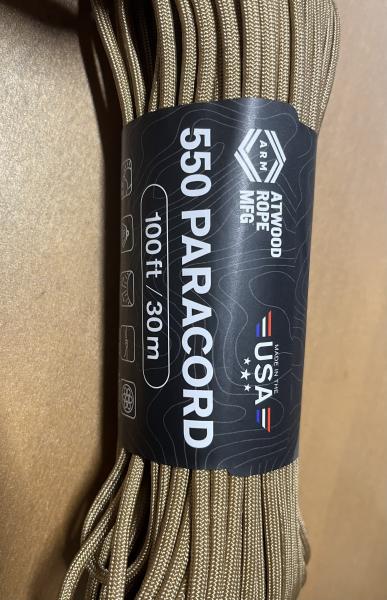 ARM
ATWOOD
ROPE
MFG
MADE IN THE
USA
550 PARACORD
100 ft / 30 m